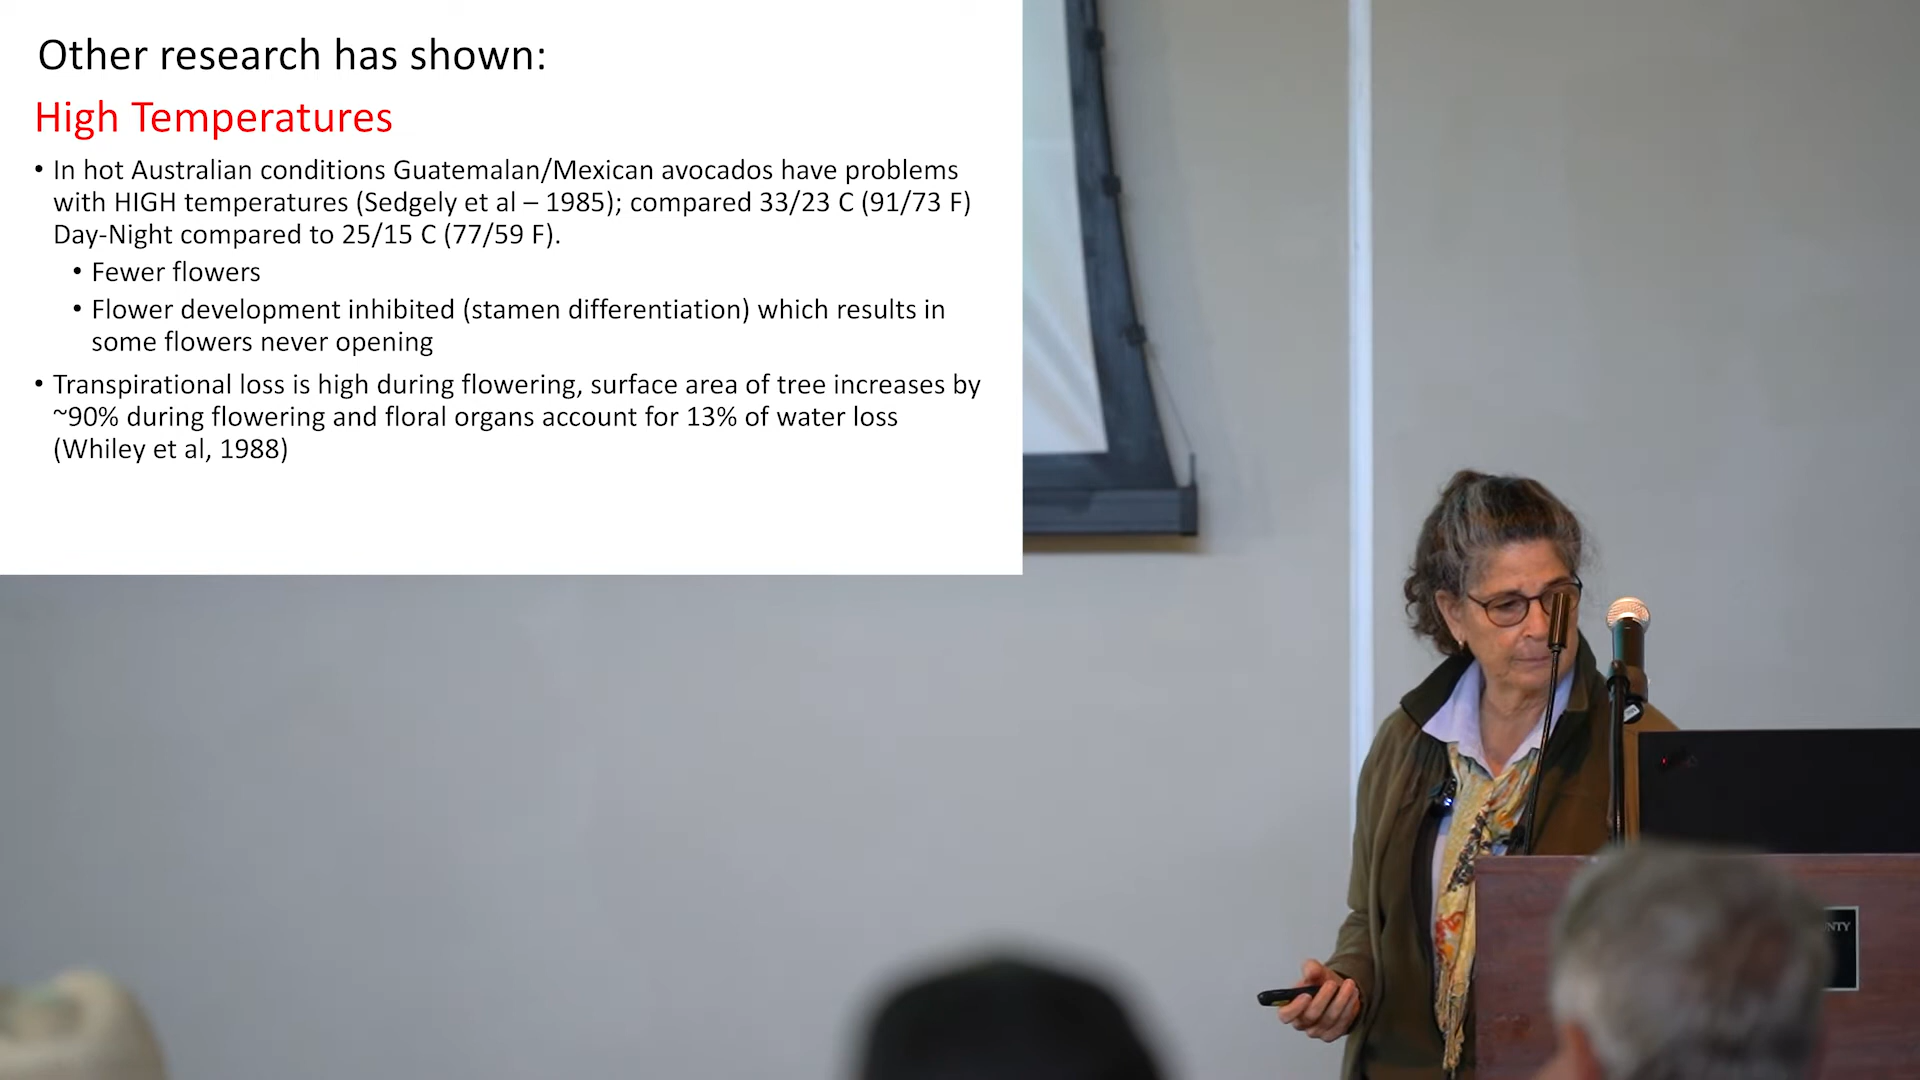 Other research has shown:
High Temperatures
• In hot Australian conditions Guatemalan/Mexican avocados have problems
with HIGH temperatures (Sedgely et al – 1985); compared 33/23 C (91/73 F)
Day-Night compared to 25/15 C (77/59 F).
• Fewer flowers
• Flower development inhibited (stamen differentiation) which results in
some flowers never opening
• Transpirational loss is high during flowering, surface area of tree increases by
~90% during flowering and floral organs account for 13% of water loss
(Whiley et al, 1988)